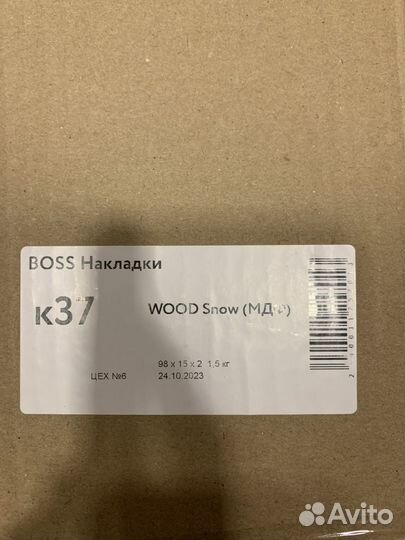 BOSS Накладки
к37
WOOD Snow (МДФ)
98 x 15 x 2 1,5 кг
ЦЕХ №6
24.10.2023
Avito